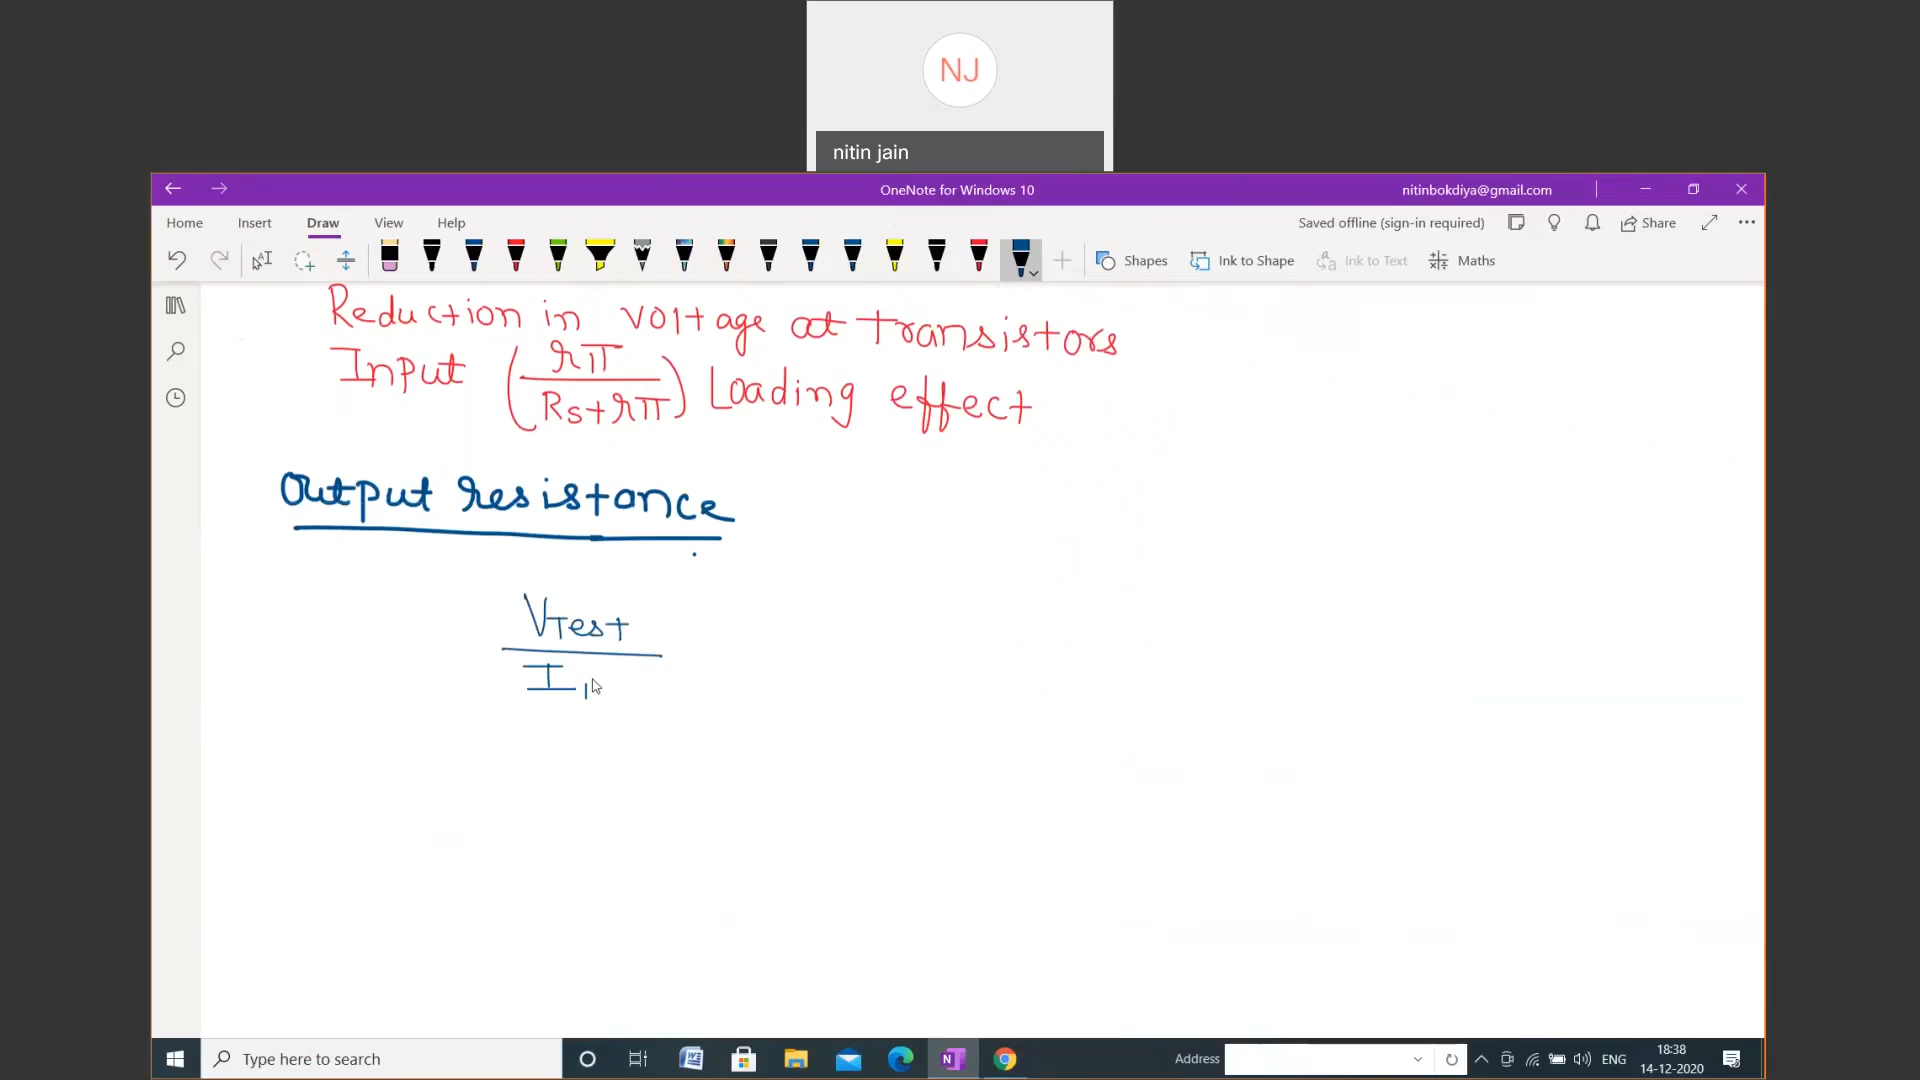 NJ
nitin jain
OneNote for Windows 10
nitinbokdiya@gmail.com
Home Insert Draw View Help
Saved offline (sign-in required)
Share
Shapes
Ink to Shape
Ink to Text
Maths
Reduction in voltage at transistors
Input (rπ / Rs+rπ) Loading effect
Output resistance
VTest
I
Type here to search
Address
ENG
18:38
14-12-2020